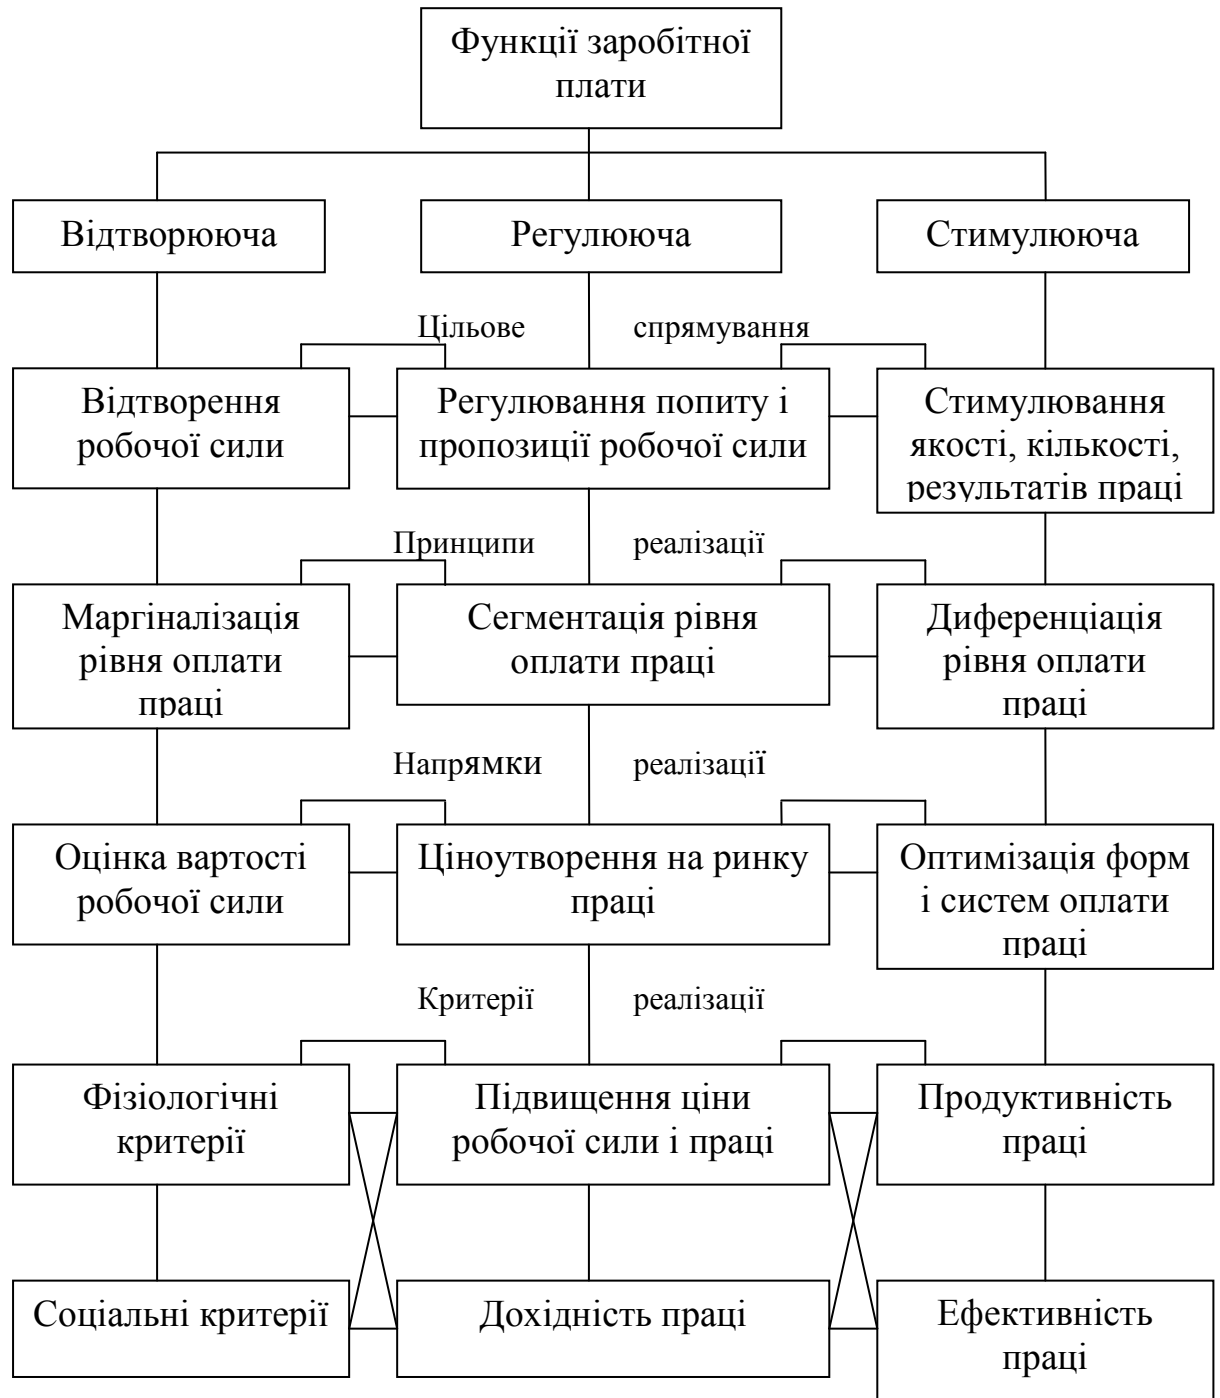 Функції заробітної
плати
Відтворююча
Регулююча
Стимулююча
Цільове спрямування
Відтворення
робочої сили
Регулювання попиту і
пропозиції робочої сили
Стимулювання
якості, кількості,
результатів праці
Принципи реалізації
Маргіналізація
рівня оплати
праці
Сегментація рівня
оплати праці
Диференціація
рівня оплати
праці
Напрямки реалізації
Оцінка вартості
робочої сили
Ціноутворення на ринку
праці
Оптимізація форм
і систем оплати
праці
Критерії реалізації
Фізіологічні
критерії
Підвищення ціни
робочої сили і праці
Продуктивність
праці
Соціальні критерії
Дохідність праці
Ефективність
праці